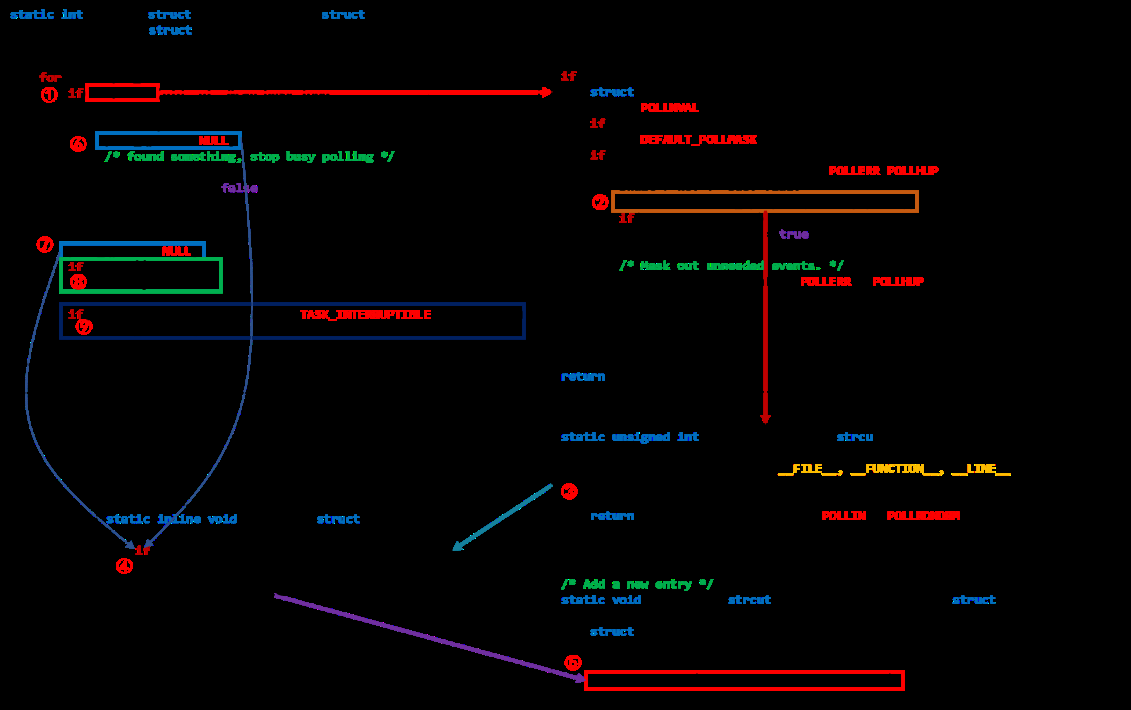 static int struct struct
struct
for
① if
⑥ NULL
/* found something, stop busy polling */
false
⑦ NULL
if
⑧
if TASK_INTERRUPTIBLE
⑨
static inline void struct
if
④
if
struct
POLLNVAL
if
DEFAULT_POLLMASK
if
POLLERR POLLHUP
②
if
true
/* Mask out unneeded events. */
POLLERR POLLHUP
return
static unsigned int strcu
__FILE__, __FUNCTION__, __LINE__
③
return POLLIN POLLRDNORM
/* Add a new entry */
static void strcut struct
struct
⑤